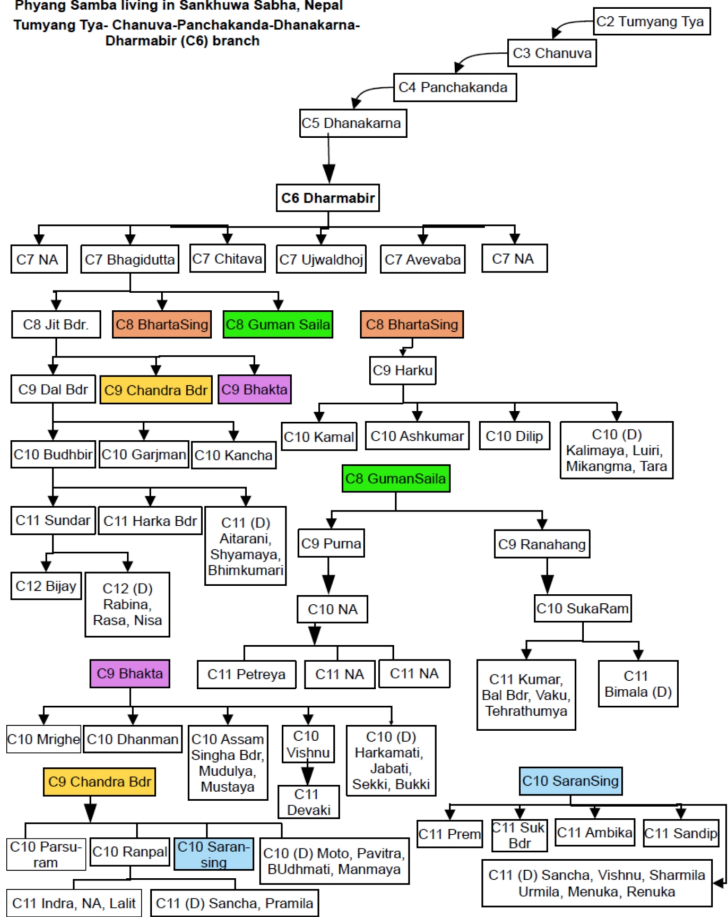 Phyang Samba living in Sankhuwa Sabha, Nepal
Tumyang Tya- Chanuva-Panchakanda-Dhanakarna-
Dharmabir (C6) branch
C2 Tumyang Tya
C3 Chanuva
C4 Panchakanda
C5 Dhanakarna
C6 Dharmabir
C7 NA
C7 Bhagidutta
C7 Chitava
C7 Ujwaldhoj
C7 Avevaba
C7 NA
C8 Jit Bdr.
C8 BhartaSing
C8 Guman Saila
C8 BhartaSing
C9 Harku
C9 Dal Bdr
C9 Chandra Bdr
C9 Bhakta
C10 Kamal
C10 Ashkumar
C10 Dilip
C10 (D)
Kalimaya, Luiri,
Mikangma, Tara
C10 Budhbir
C10 Garjman
C10 Kancha
C8 GumanSaila
C11 Sundar
C11 Harka Bdr
C11 (D)
Aitarani,
Shyamaya,
Bhimkumari
C9 Purna
C9 Ranahang
C12 Bijay
C12 (D)
Rabina,
Rasa, Nisa
C10 NA
C10 SukaRam
C11 Petreya
C11 NA
C11 NA
C11 Kumar,
Bal Bdr, Vaku,
Tehrathumya
C11
Bimala (D)
C9 Bhakta
C10 Mrighe
C10 Dhanman
C10 Assam
Singha Bdr,
Mudulya,
Mustaya
C10
Vishnu
C10 (D)
Harkamati,
Jabati,
Sekki, Bukki
C11
Devaki
C9 Chandra Bdr
C10 Parsu-
ram
C10 Ranpal
C10 Saran-
sing
C10 (D) Moto, Pavitra,
BUdhmati, Manmaya
C11 Indra, NA, Lalit
C11 (D) Sancha, Pramila
C10 SaranSing
C11 Prem
C11 Suk
Bdr
C11 Ambika
C11 Sandip
C11 (D) Sancha, Vishnu, Sharmila
Urmila, Menuka, Renuka